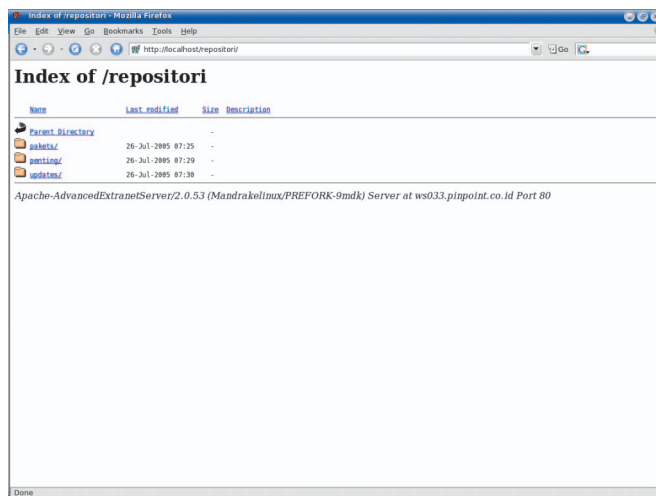 Index of /repositori - Mozilla Firefox
File Edit View Go Bookmarks Tools Help
http://localhost/repositori/ Go G
Index of /repositori
Name Last modified Size Description
Parent Directory -
pakets/ 26-Jul-2005 07:25 -
penting/ 26-Jul-2005 07:29 -
updates/ 26-Jul-2005 07:30 -
Apache-AdvancedExtranetServer/2.0.53 (Mandrakelinux/PREFORK-9mdk) Server at ws033.pinpoint.co.id Port 80
Done